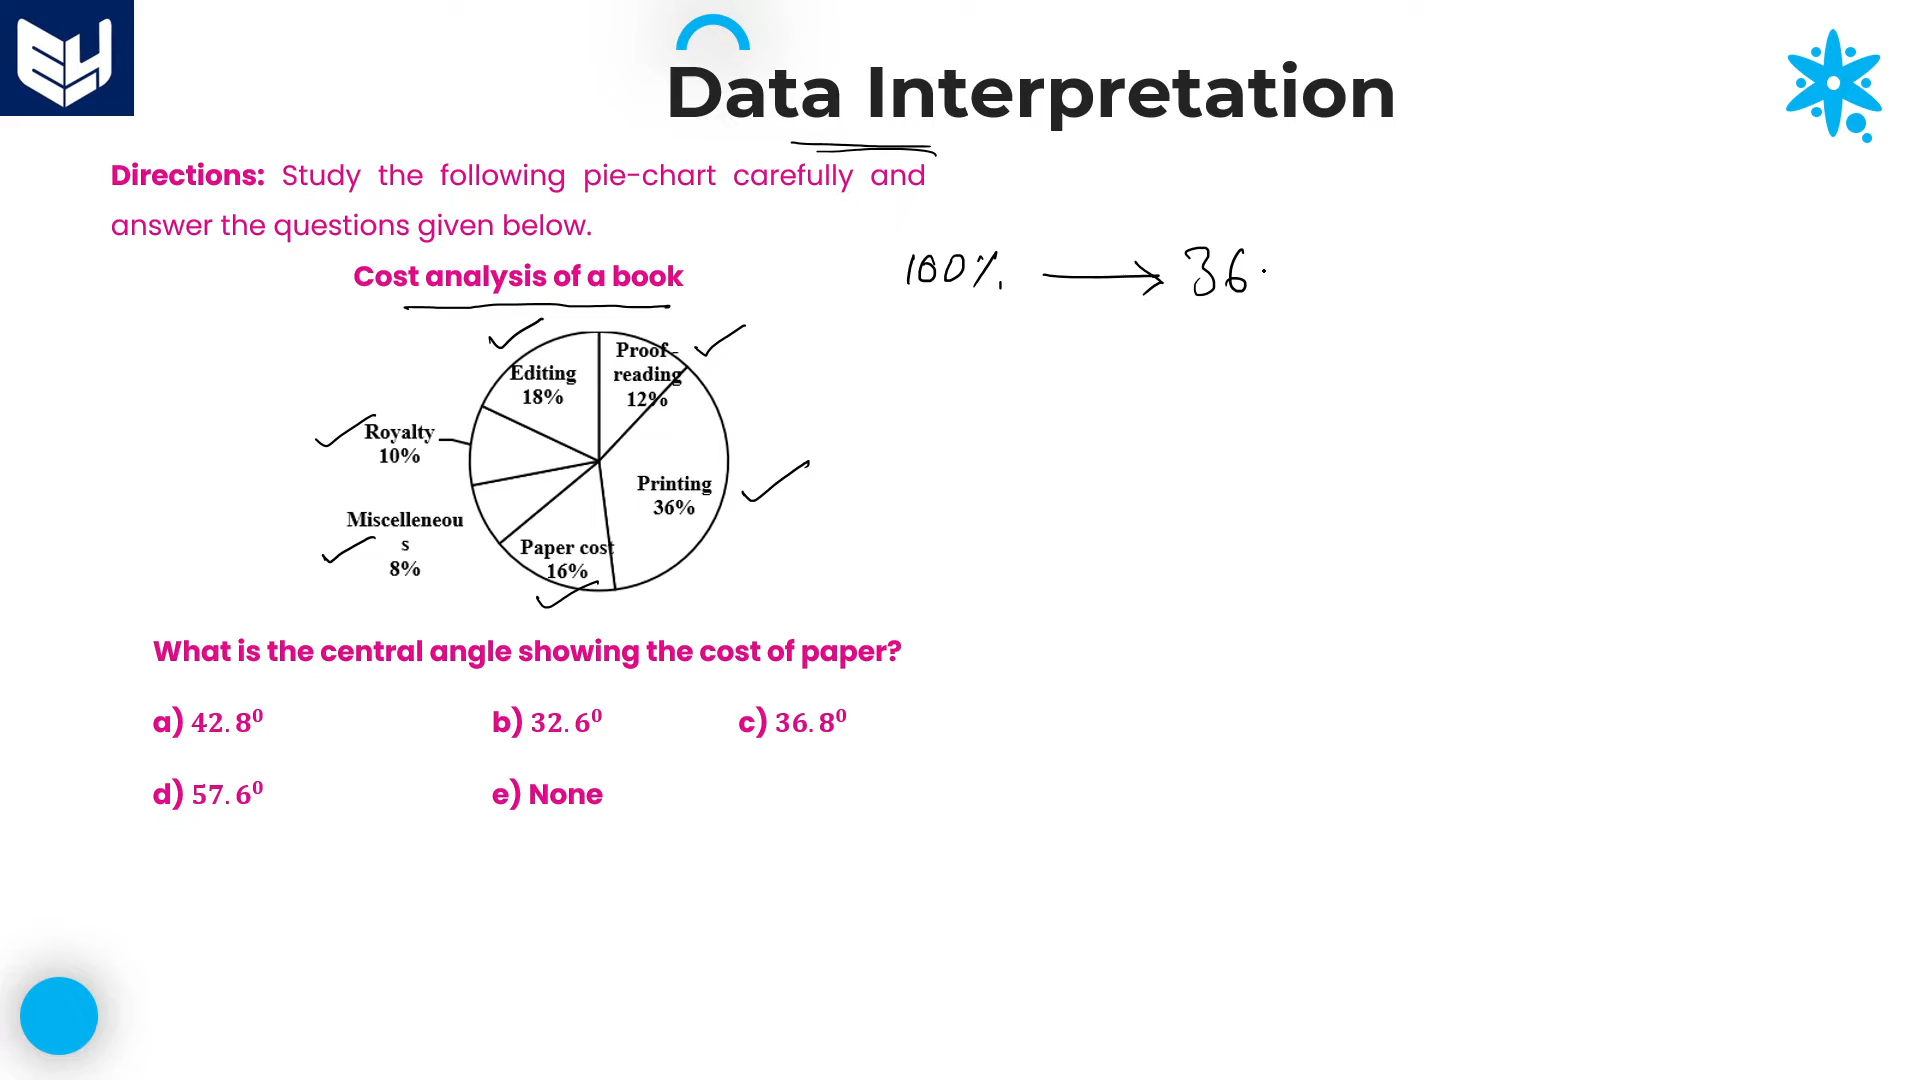 EY
Data Interpretation
Directions: Study the following pie-chart carefully and
answer the questions given below.
100% → 36.
Cost analysis of a book
Proof -
reading
12%
Editing
18%
Royalty
10%
Printing
36%
Miscelleneou
s
8%
Paper cost
16%
What is the central angle showing the cost of paper?
a) 42.8⁰ b) 32.6⁰ c) 36.8⁰
d) 57.6⁰ e) None